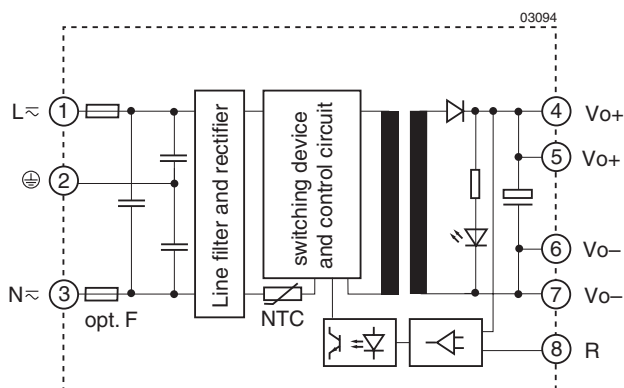 03094
L≂ 1
2
N≂ 3
opt. F
Line filter and rectifier
switching device
and control circuit
NTC
4 Vo+
5 Vo+
6 Vo–
7 Vo–
8 R